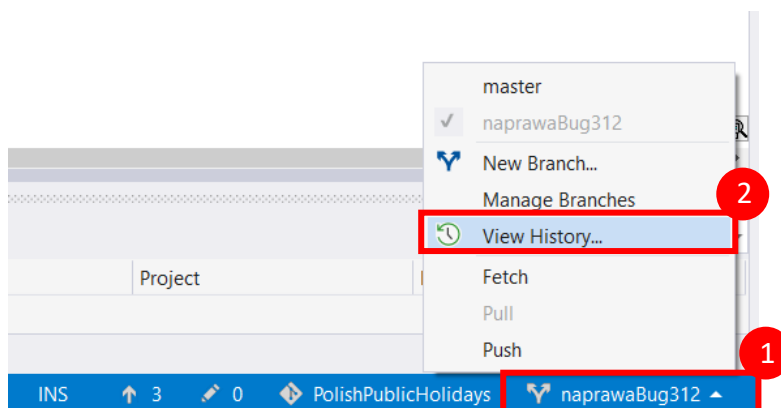 master
naprawaBug312
New Branch...
Manage Branches
2
View History...
Project
Fetch
Pull
Push
1
INS 3 0 PolishPublicHolidays naprawaBug312